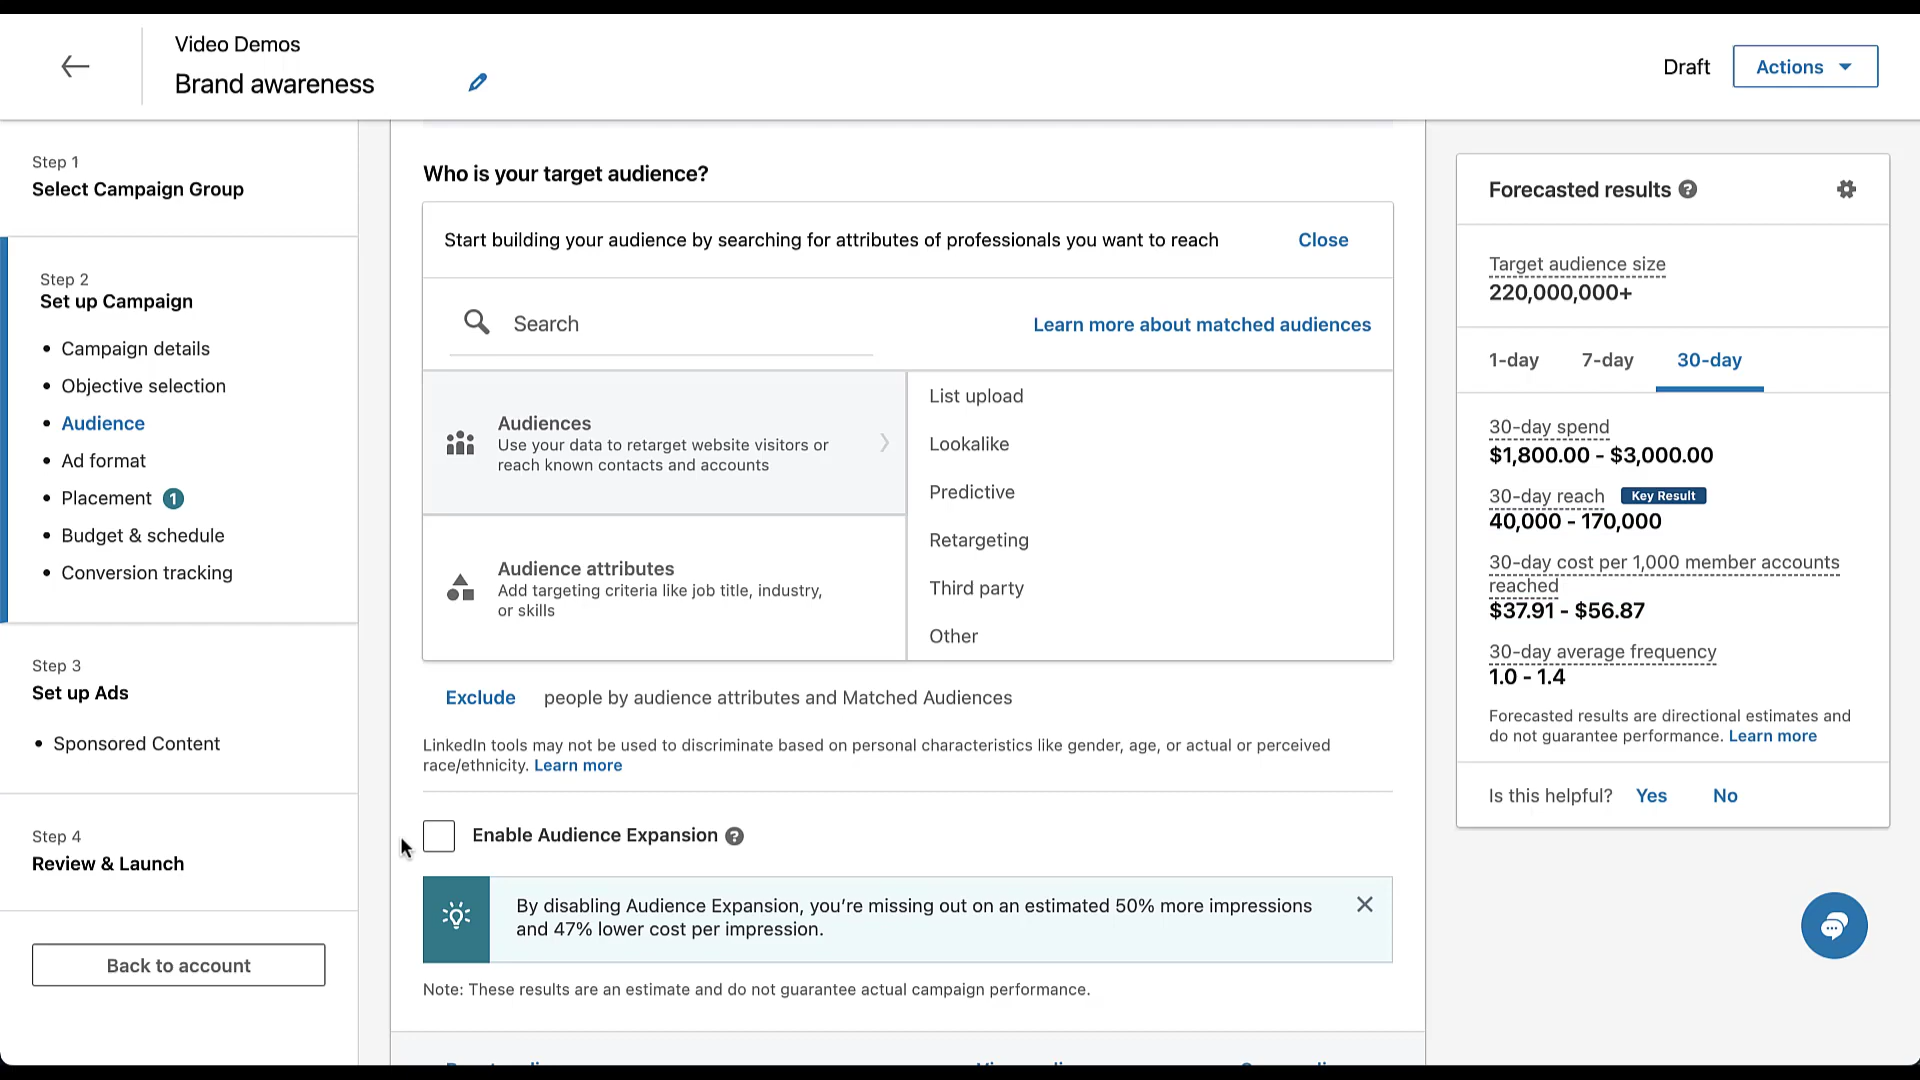 Video Demos
Brand awareness
Draft
Actions
Step 1
Select Campaign Group
Step 2
Set up Campaign
• Campaign details
• Objective selection
• Audience
• Ad format
• Placement 1
• Budget & schedule
• Conversion tracking
Step 3
Set up Ads
• Sponsored Content
Step 4
Review & Launch
Back to account
Who is your target audience?
Start building your audience by searching for attributes of professionals you want to reach
Close
Search
Learn more about matched audiences
Audiences
Use your data to retarget website visitors or
reach known contacts and accounts
Audience attributes
Add targeting criteria like job title, industry,
or skills
List upload
Lookalike
Predictive
Retargeting
Third party
Other
Exclude people by audience attributes and Matched Audiences
LinkedIn tools may not be used to discriminate based on personal characteristics like gender, age, or actual or perceived
race/ethnicity. Learn more
Enable Audience Expansion ?
By disabling Audience Expansion, you’re missing out on an estimated 50% more impressions
and 47% lower cost per impression.
Note: These results are an estimate and do not guarantee actual campaign performance.
Forecasted results ?
Target audience size
220,000,000+
1-day 7-day 30-day
30-day spend
$1,800.00 - $3,000.00
30-day reach Key Result
40,000 - 170,000
30-day cost per 1,000 member accounts
reached
$37.91 - $56.87
30-day average frequency
1.0 - 1.4
Forecasted results are directional estimates and
do not guarantee performance. Learn more
Is this helpful? Yes No